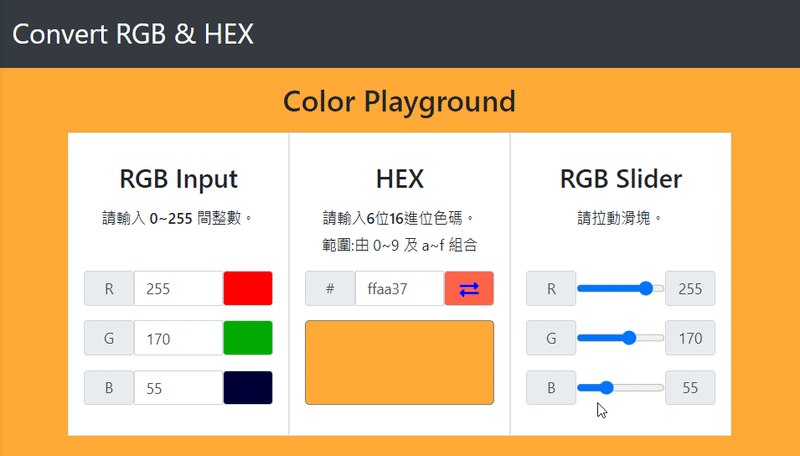 Convert RGB & HEX
Color Playground
RGB Input
請輸入 0~255 間整數。
R 255
G 170
B 55
HEX
請輸入6位16進位色碼。
範圍:由 0~9 及 a~f 組合
# ffaa37
RGB Slider
請拉動滑塊。
R 255
G 170
B 55